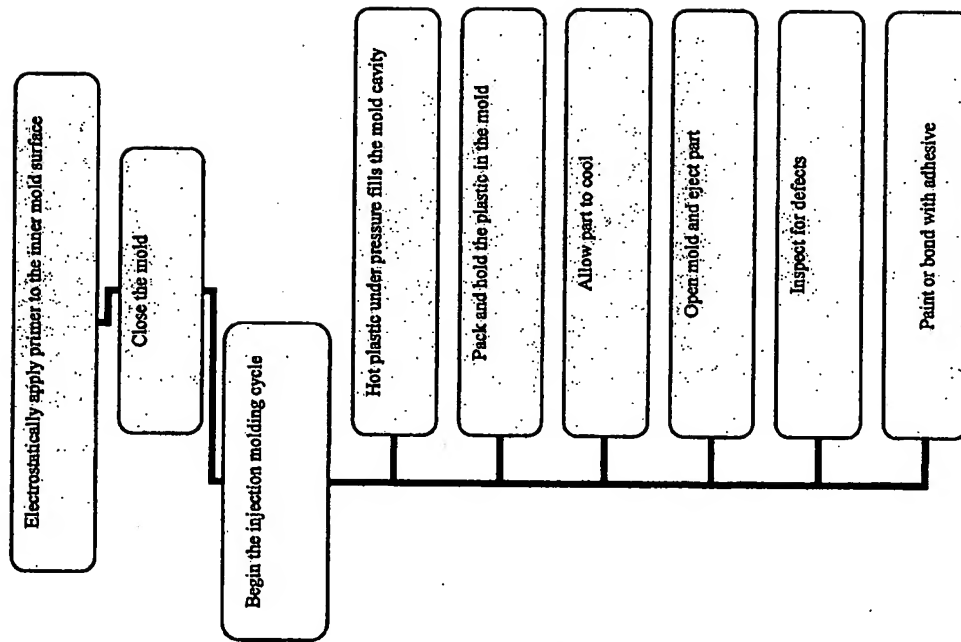 Electrostatically apply primer to the inner mold surface
Close the mold
Begin the injection molding cycle
Hot plastic under pressure fills the mold cavity
Pack and hold the plastic in the mold
Allow part to cool
Open mold and eject part
Inspect for defects
Paint or bond with adhesive